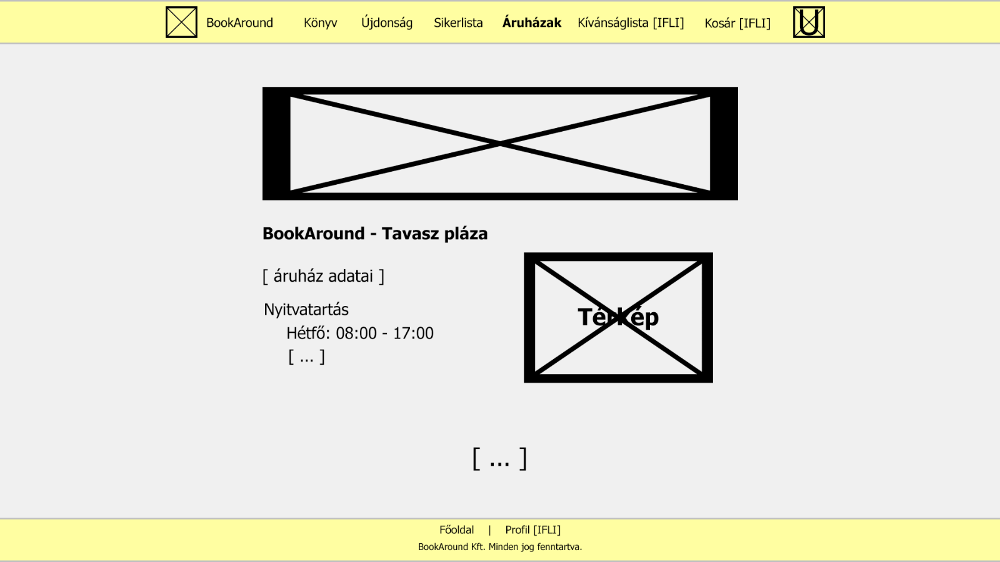 BookAround Könyv Újdonság Sikerlista Áruházak Kívánságlista [IFLI] Kosár [IFLI] U
BookAround - Tavasz pláza
[ áruház adatai ]
Nyitvatartás
Hétfő: 08:00 - 17:00
[ ... ]
Térkép
[ ... ]
Főoldal | Profil [IFLI]
BookAround Kft. Minden jog fenntartva.